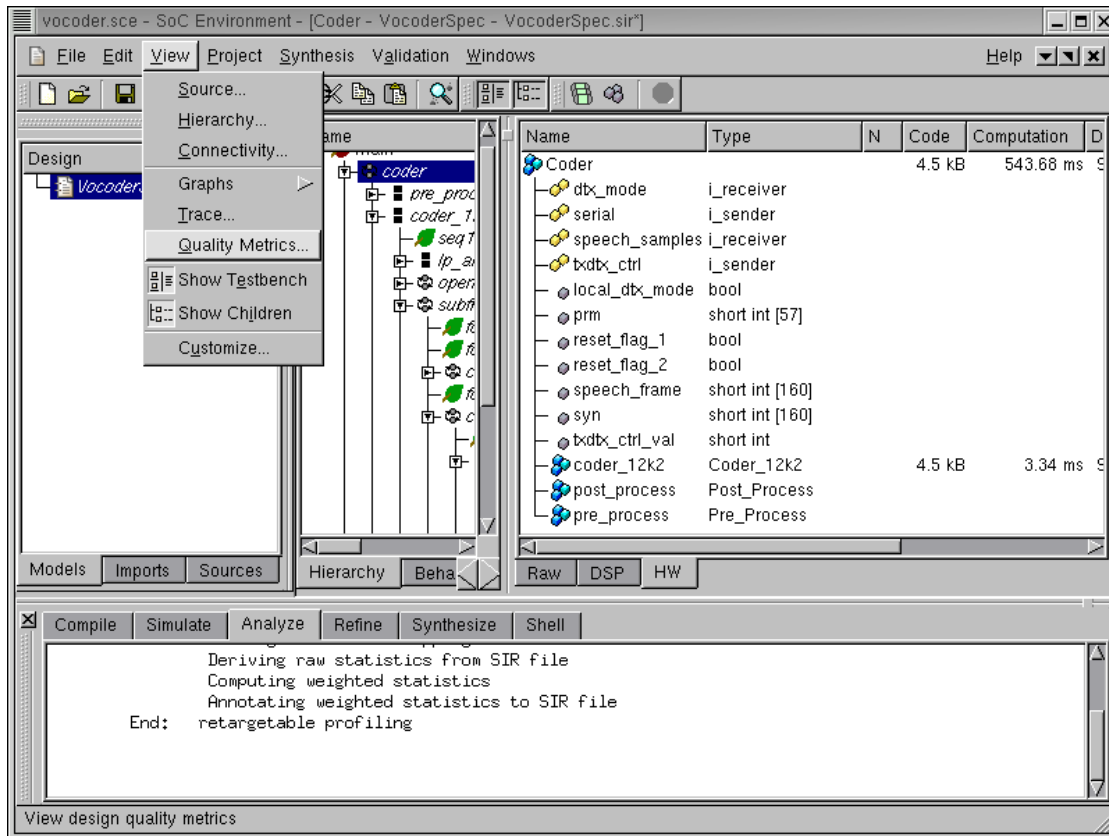 vocoder.sce - SoC Environment - [Coder - VocoderSpec - VocoderSpec.sir*]
File Edit View Project Synthesis Validation Windows Help
Source...
Hierarchy...
Connectivity...
Graphs
Trace...
Quality Metrics...
Show Testbench
Show Children
Customize...
Design
coder
seq1
Name Type N Code Computation D
Coder 4.5 kB 543.68 ms
dtx_mode i_receiver
serial i_sender
speech_samples i_receiver
txdtx_ctrl i_sender
local_dtx_mode bool
prm short int [57]
reset_flag_1 bool
reset_flag_2 bool
speech_frame short int [160]
syn short int [160]
txdtx_ctrl_val short int
coder_12k2 Coder_12k2 4.5 kB 3.34 ms
post_process Post_Process
pre_process Pre_Process
Models Imports Sources
Hierarchy Beha
Raw DSP HW
Compile Simulate Analyze Refine Synthesize Shell
Deriving raw statistics from SIR file
Computing weighted statistics
Annotating weighted statistics to SIR file
End: retargetable profiling
View design quality metrics